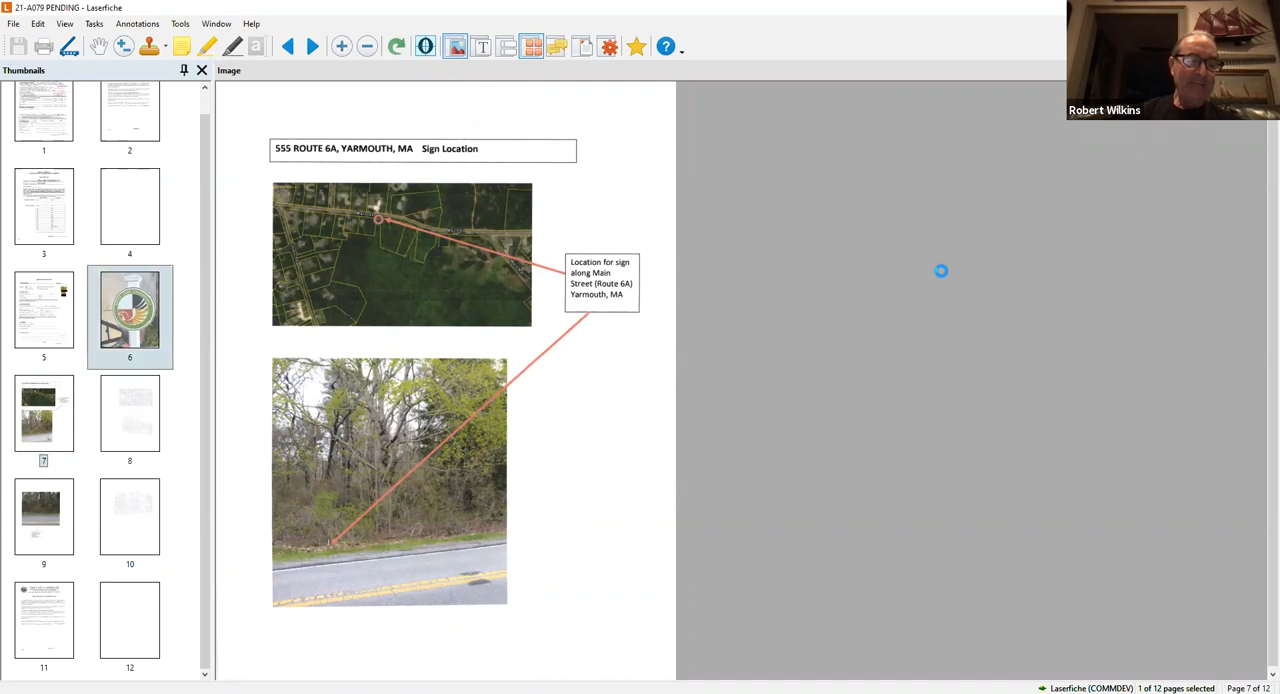 21-A079 PENDING - Laserfiche
File Edit View Tasks Annotations Tools Window Help
Thumbnails
Image
Robert Wilkins
1
2
3
4
5
6
7
8
9
10
11
12
555 ROUTE 6A, YARMOUTH, MA Sign Location
Location for sign
along Main
Street (Route 6A)
Yarmouth, MA
Laserfiche (COMMDEV) 1 of 12 pages selected Page 7 of 12